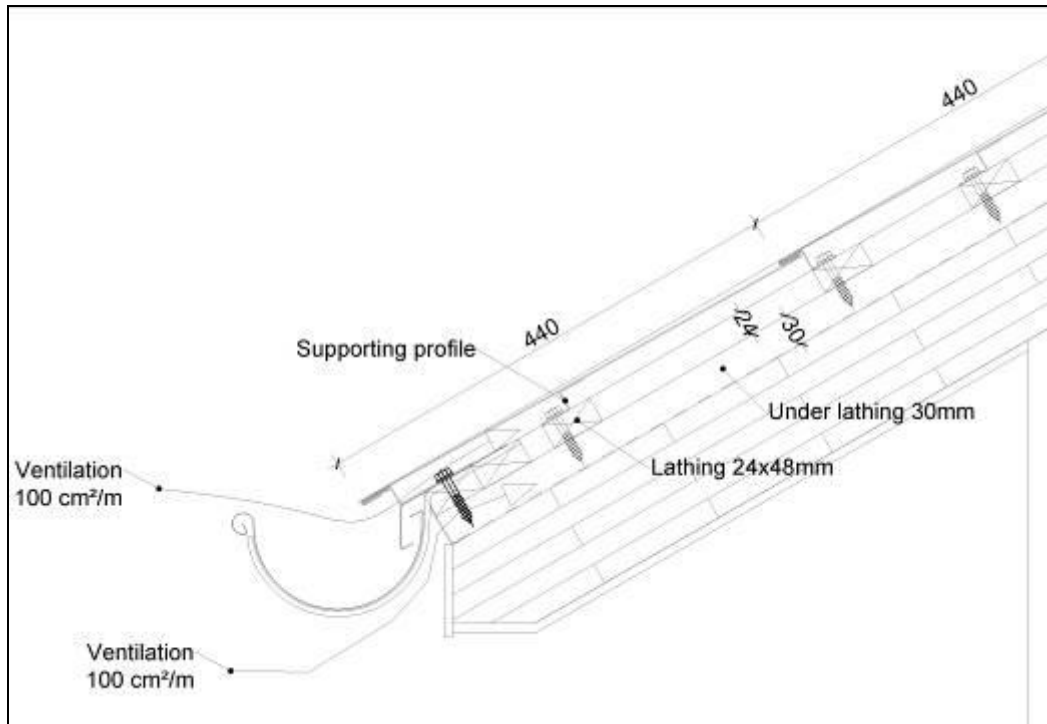 440
440
Supporting profile
24
30
Under lathing 30mm
Lathing 24x48mm
Ventilation
100 cm²/m
Ventilation
100 cm²/m